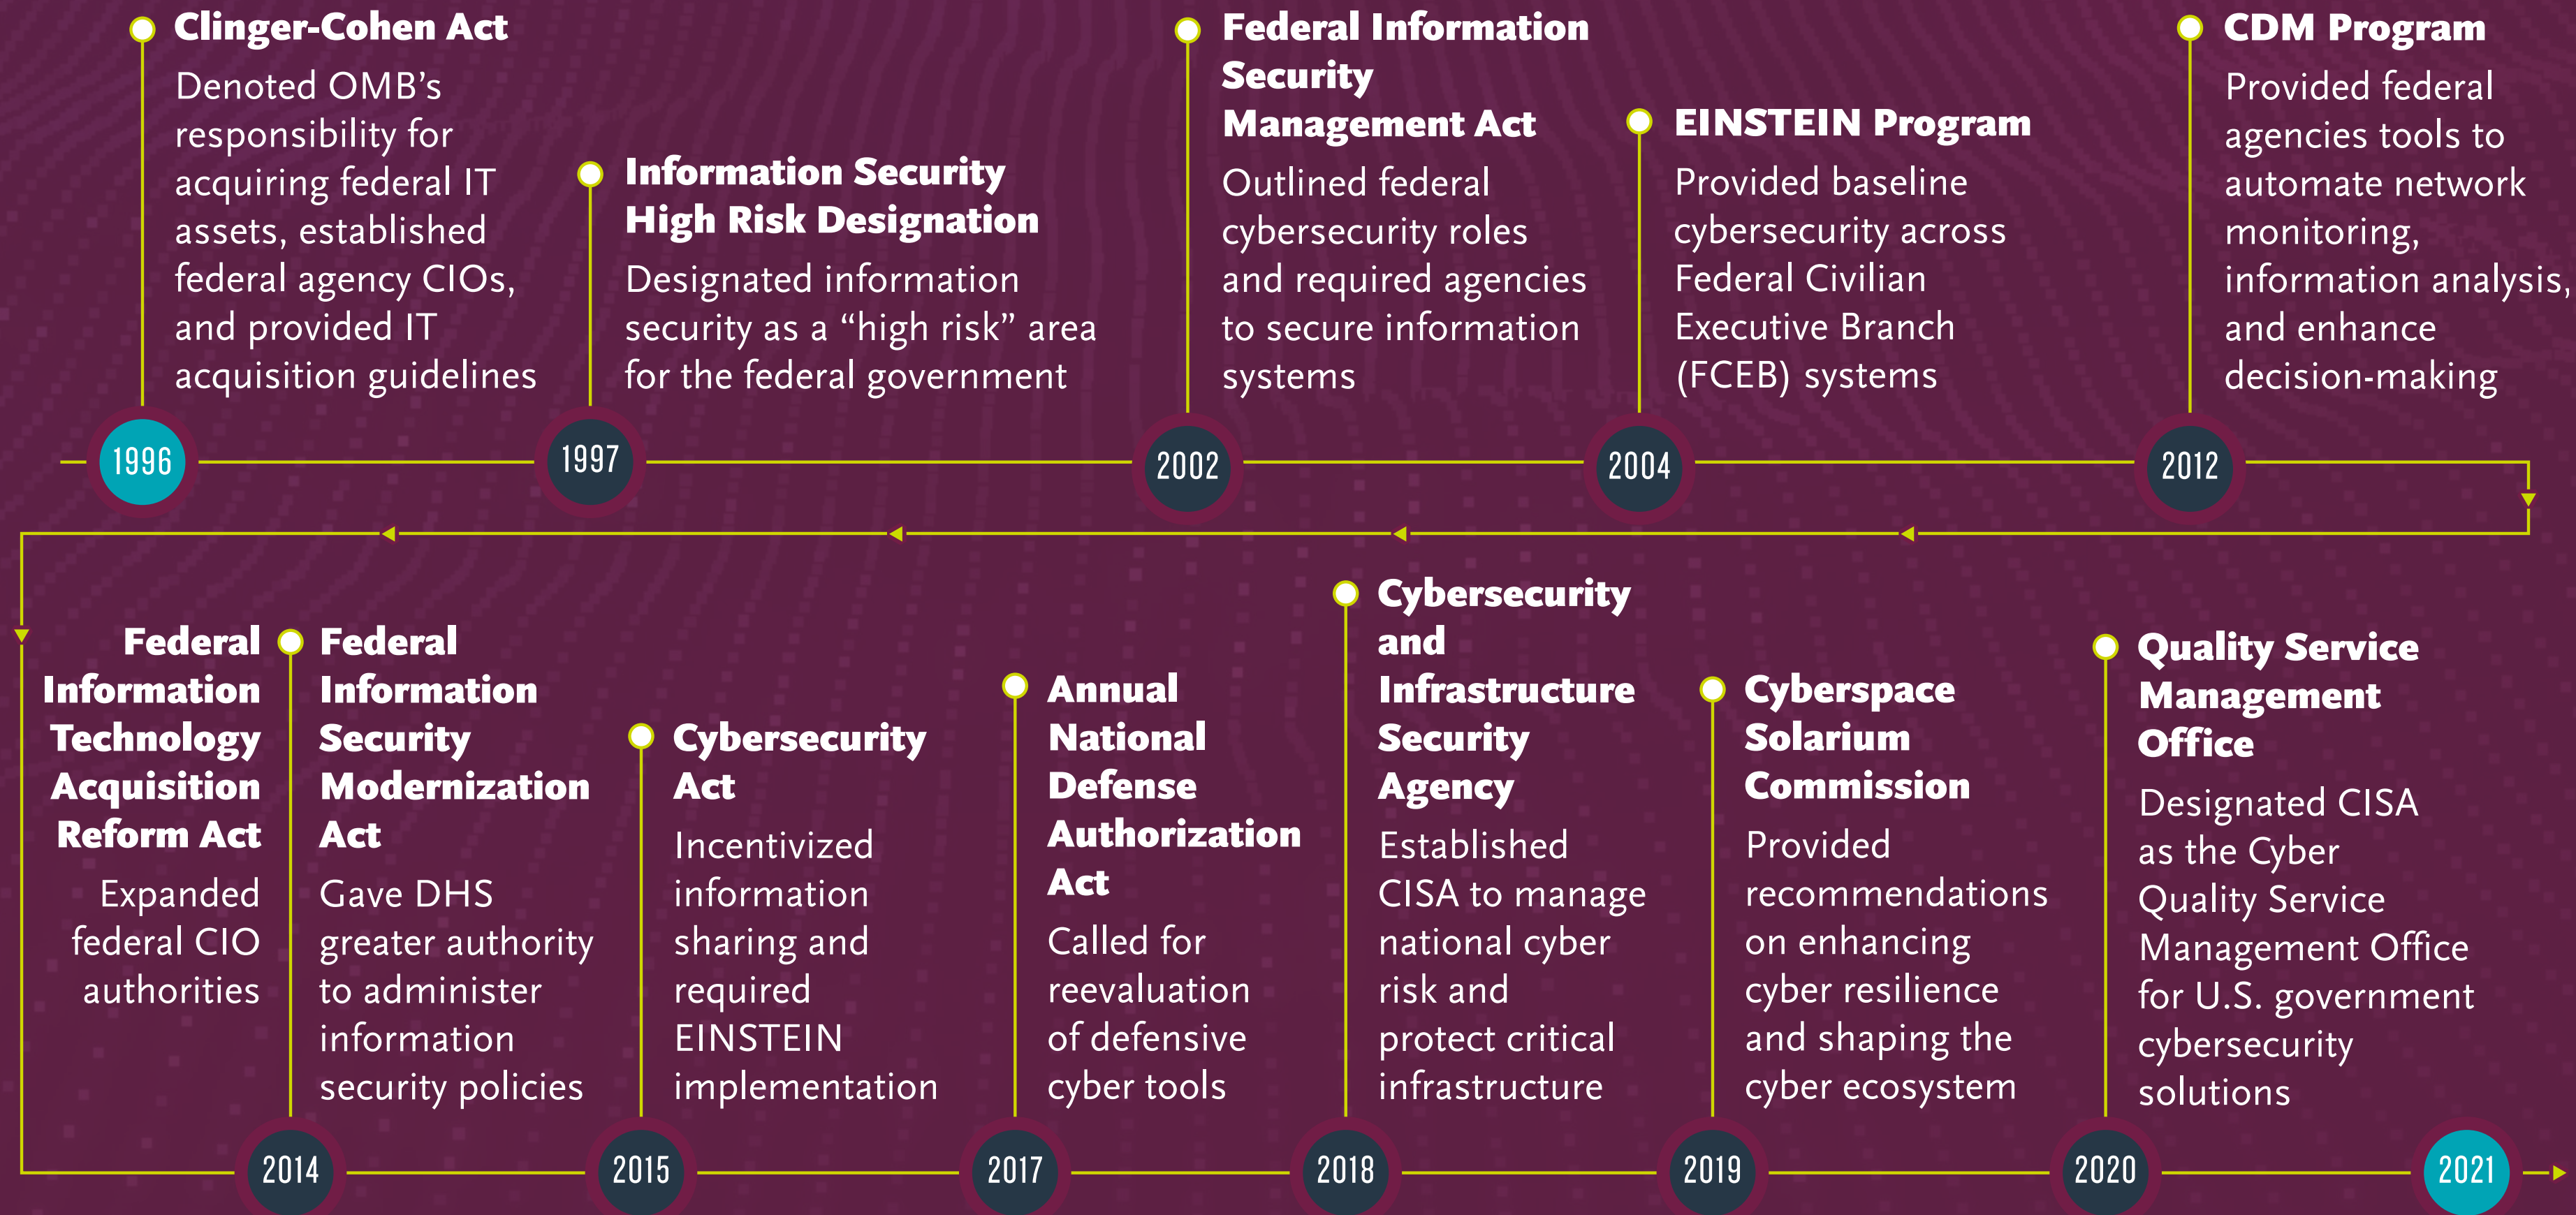 Clinger-Cohen Act
Denoted OMB's
responsibility for
acquiring federal IT
assets, established
federal agency CIOs,
and provided IT
acquisition guidelines
1996
Information Security
High Risk Designation
Designated information
security as a “high risk” area
for the federal government
1997
Federal Information
Security
Management Act
Outlined federal
cybersecurity roles
and required agencies
to secure information
systems
2002
EINSTEIN Program
Provided baseline
cybersecurity across
Federal Civilian
Executive Branch
(FCEB) systems
2004
CDM Program
Provided federal
agencies tools to
automate network
monitoring,
information analysis,
and enhance
decision-making
2012
Federal
Information
Technology
Acquisition
Reform Act
Expanded
federal CIO
authorities
Federal
Information
Security
Modernization
Act
Gave DHS
greater authority
to administer
information
security policies
2014
Cybersecurity
Act
Incentivized
information
sharing and
required
EINSTEIN
implementation
2015
Annual
National
Defense
Authorization
Act
Called for
reevaluation
of defensive
cyber tools
2017
Cybersecurity
and
Infrastructure
Security
Agency
Established
CISA to manage
national cyber
risk and
protect critical
infrastructure
2018
Cyberspace
Solarium
Commission
Provided
recommendations
on enhancing
cyber resilience
and shaping the
cyber ecosystem
2019
Quality Service
Management
Office
Designated CISA
as the Cyber
Quality Service
Management Office
for U.S. government
cybersecurity
solutions
2020
2021